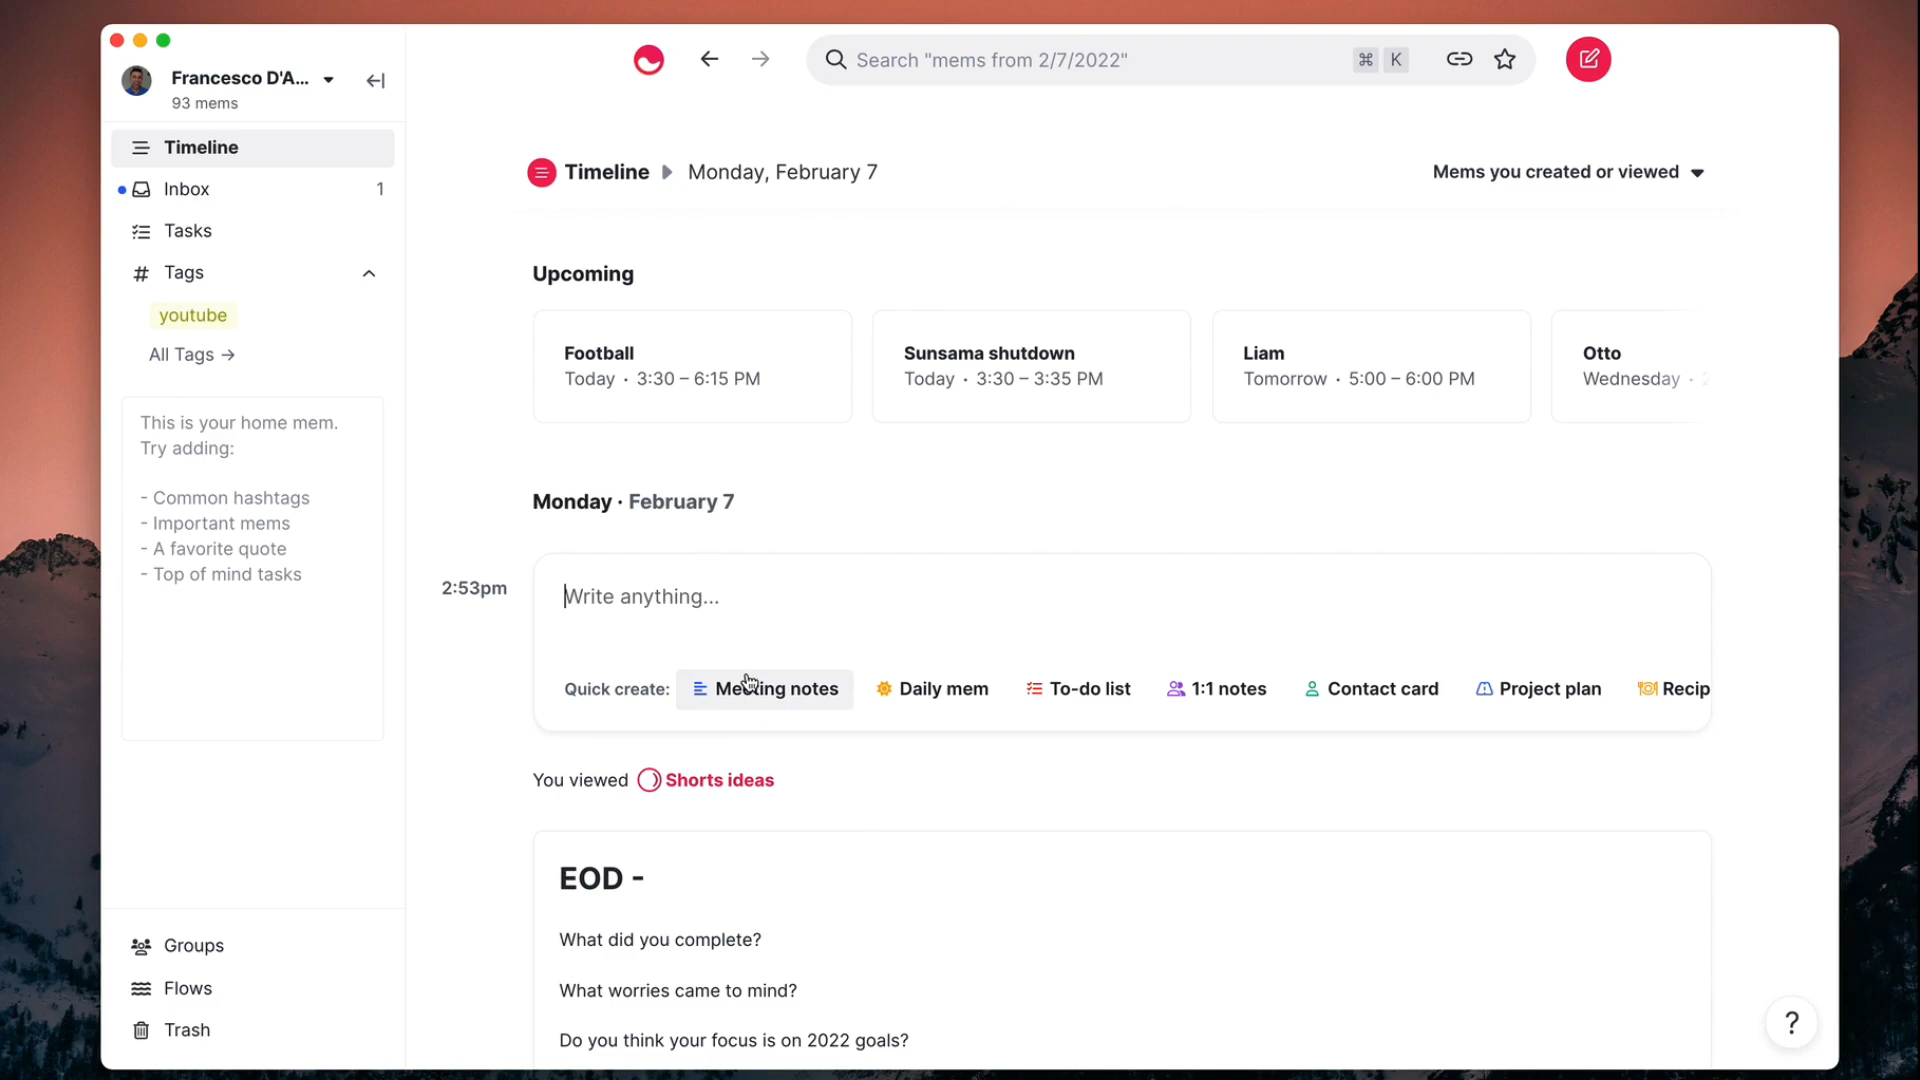 Francesco D'A...
93 mems
Timeline
Inbox 1
Tasks
Tags
youtube
All Tags →
This is your home mem.
Try adding:
- Common hashtags
- Important mems
- A favorite quote
- Top of mind tasks
Groups
Flows
Trash
Search "mems from 2/7/2022" ⌘ K
Timeline Monday, February 7 Mems you created or viewed
Upcoming
Football
Today · 3:30 – 6:15 PM
Sunsama shutdown
Today · 3:30 – 3:35 PM
Liam
Tomorrow · 5:00 – 6:00 PM
Otto
Wednesday ·
Monday · February 7
2:53pm
Write anything...
Quick create: Meeting notes Daily mem To-do list 1:1 notes Contact card Project plan Recip
You viewed Shorts ideas
EOD -
What did you complete?
What worries came to mind?
Do you think your focus is on 2022 goals?
?